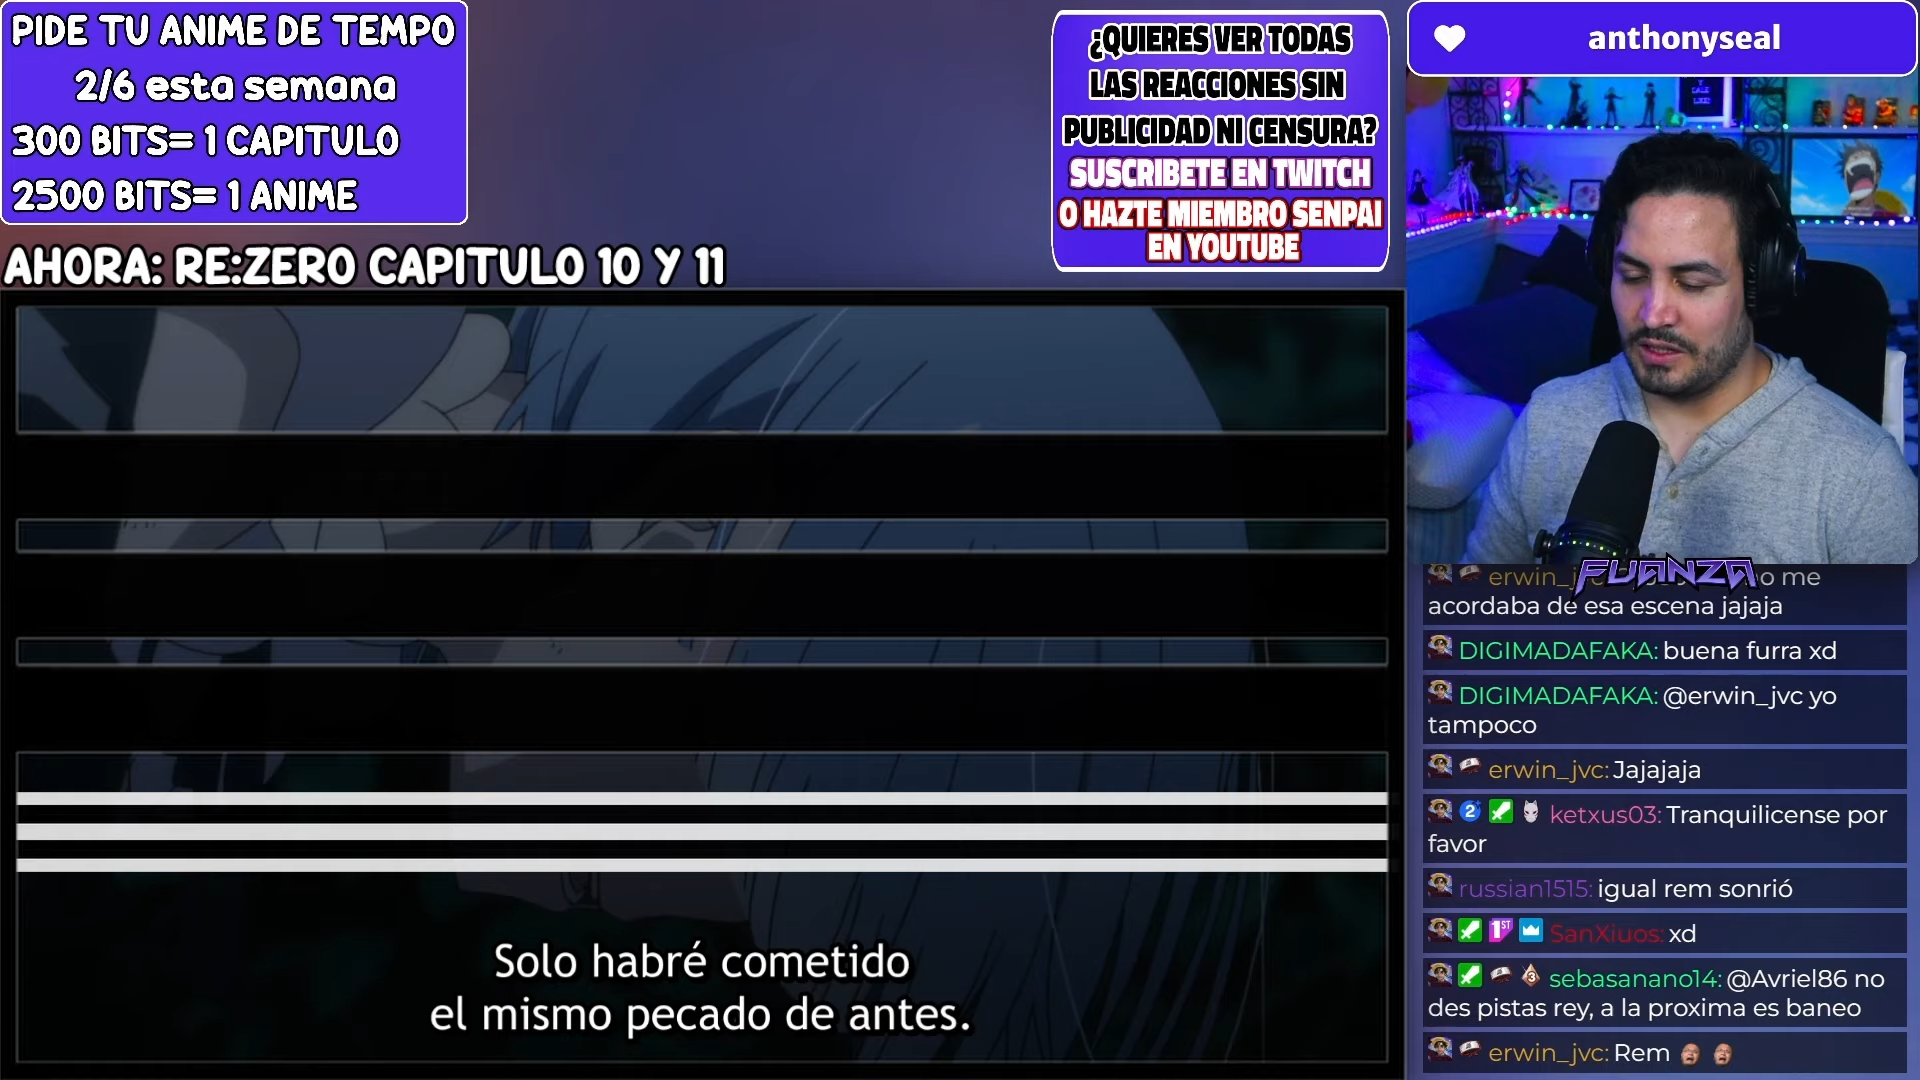 PIDE TU ANIME DE TEMPO
2/6 esta semana
300 BITS= 1 CAPITULO
2500 BITS= 1 ANIME
¿QUIERES VER TODAS
LAS REACCIONES SIN
PUBLICIDAD NI CENSURA?
SUSCRIBETE EN TWITCH
O HAZTE MIEMBRO SENPAI
EN YOUTUBE
anthonyseal
AHORA: RE:ZERO CAPITULO 10 Y 11
Solo habré cometido
el mismo pecado de antes.
FUANZA
me
acordaba de esa escena jajaja
DIGIMADAFAKA: buena furra xd
DIGIMADAFAKA: @erwin_jvc yo
tampoco
erwin_jvc: Jajajaja
2 ketxus03: Tranquilicense por
favor
russian1515: igual rem sonrió
1ST SanXiuos: xd
3 sebasanano14: @Avriel86 no
des pistas rey, a la proxima es baneo
erwin_jvc: Rem